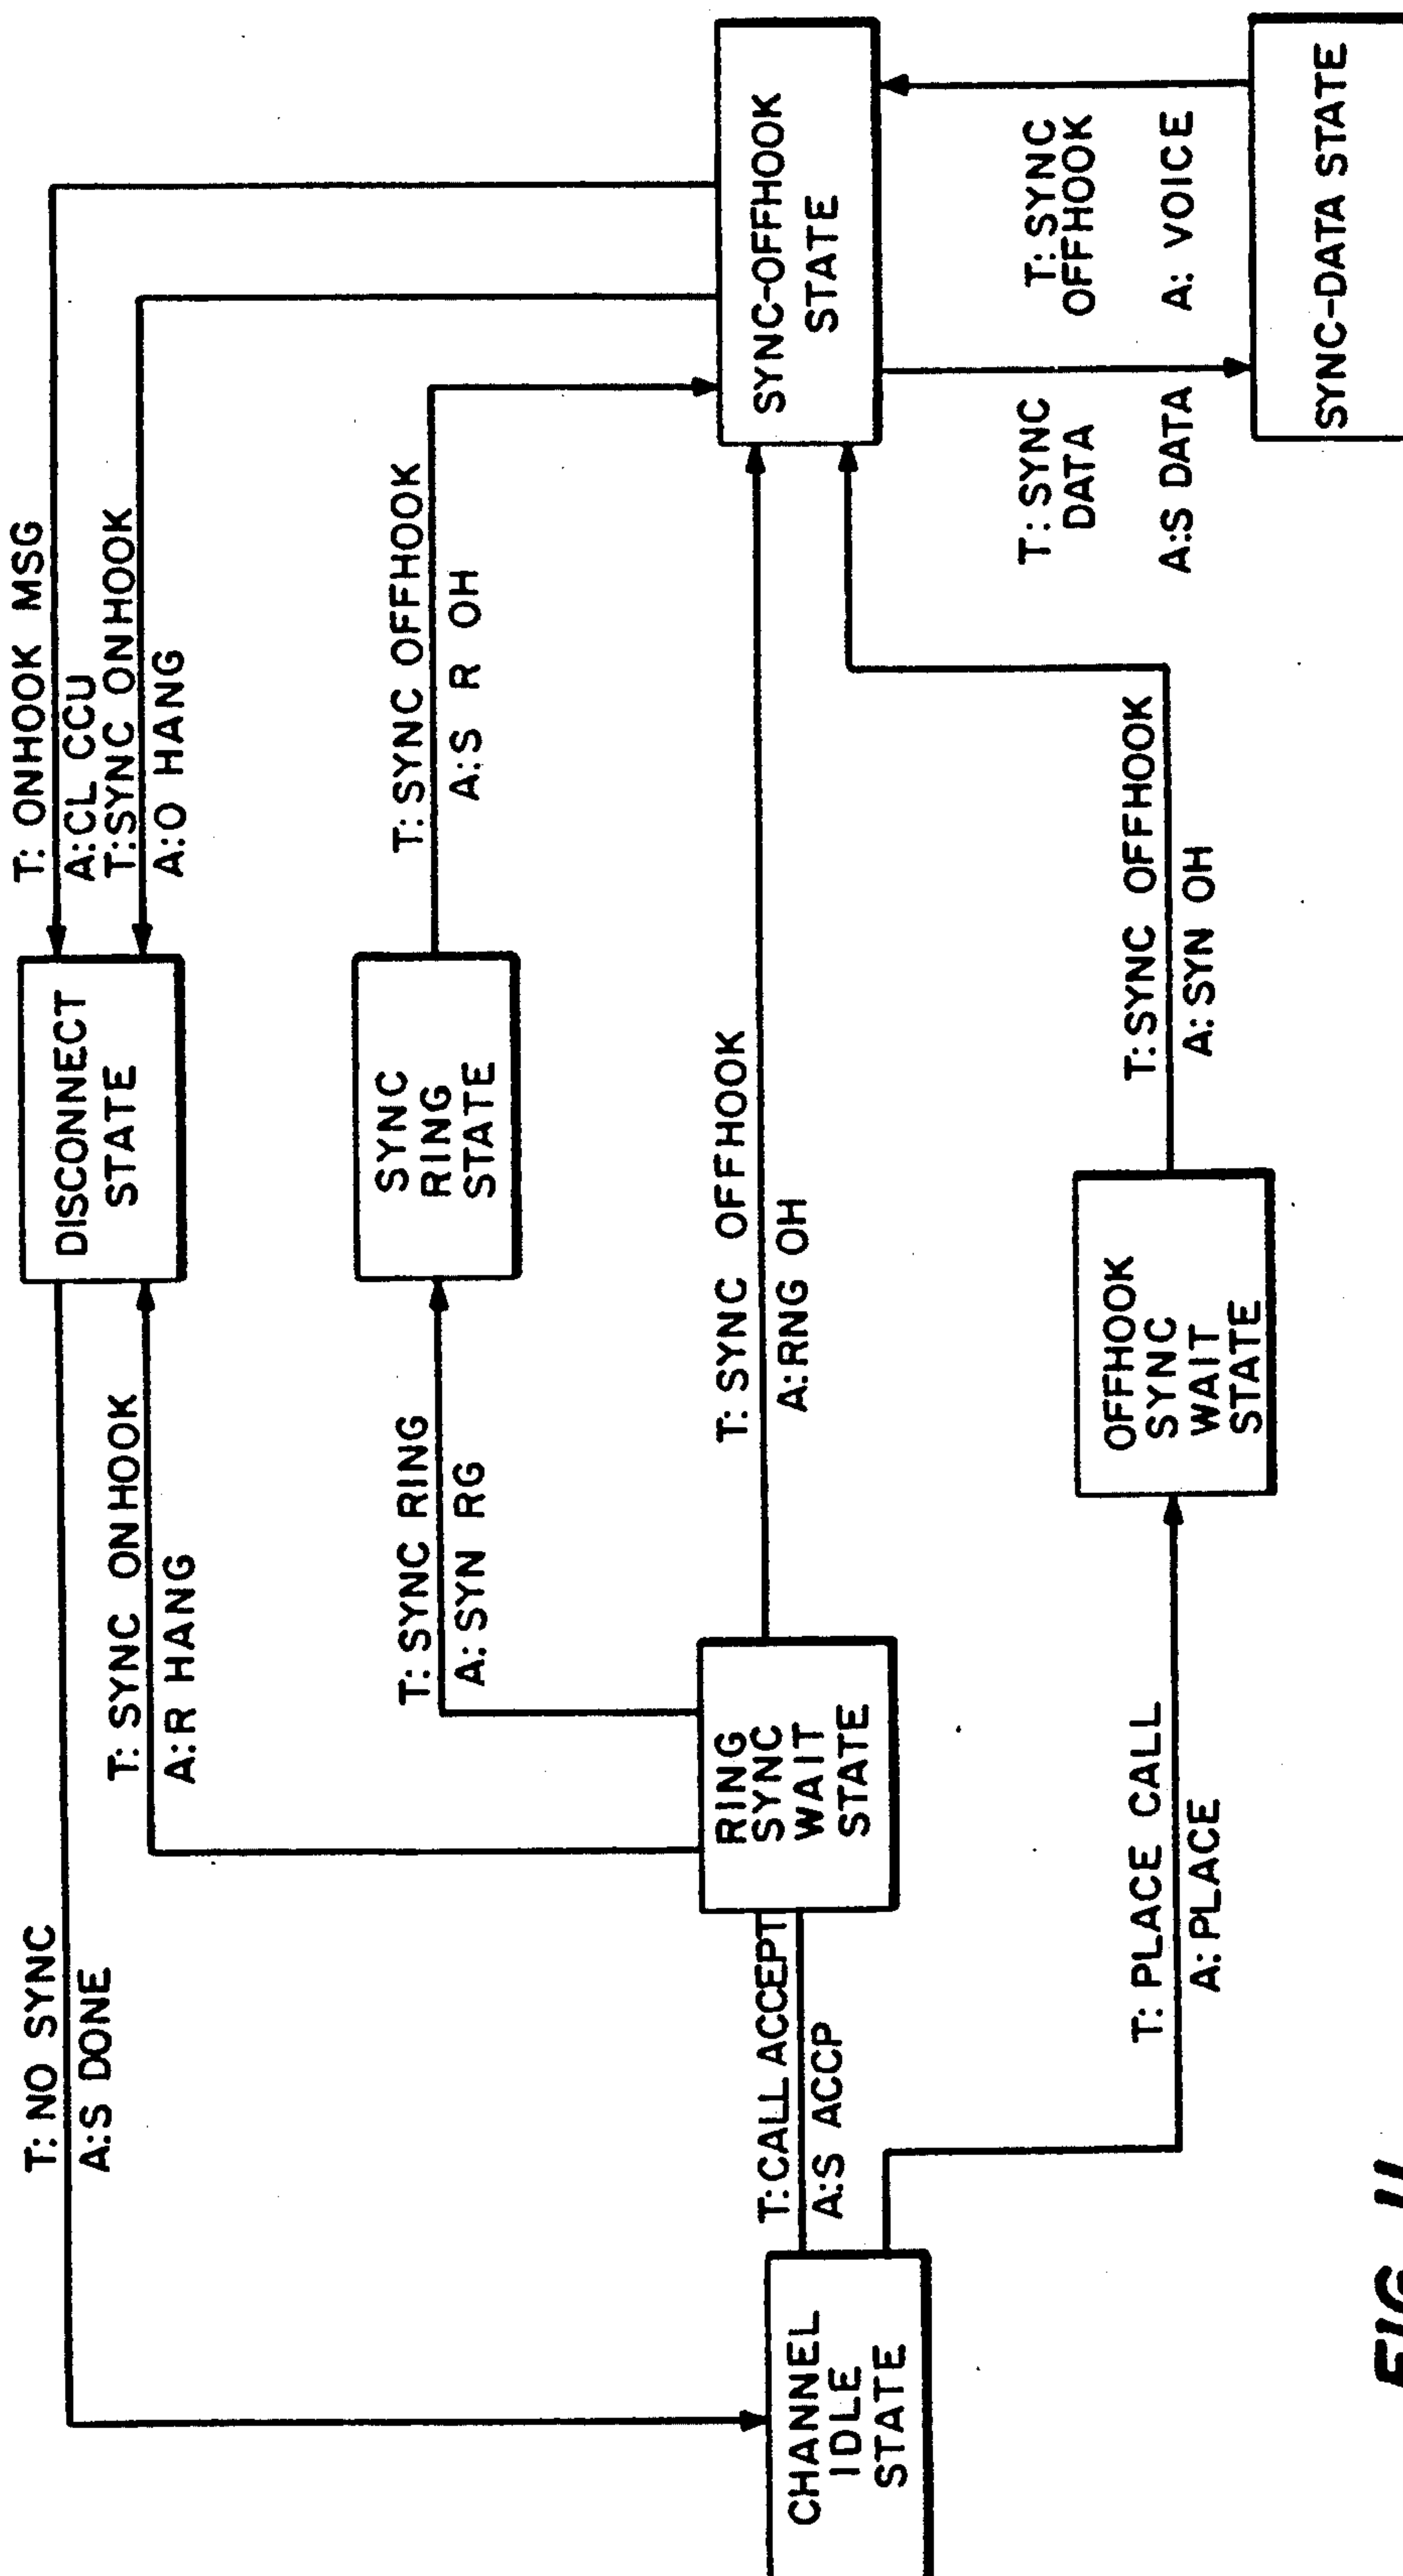 T: NO SYNC
A:S DONE
T: ONHOOK MSG
A:CL CCU
T:SYNC ONHOOK
A:O HANG
DISCONNECT
STATE
T: SYNC ONHOOK
A:R HANG
T: SYNC OFFHOOK
A:S R OH
SYNC
RING
STATE
T: SYNC RING
A: SYN RG
T: SYNC OFFHOOK
A:RNG OH
SYNC-OFFHOOK
STATE
RING
SYNC
WAIT
STATE
T:CALL ACCEPT
A:S ACCP
CHANNEL
IDLE
STATE
T: SYNC
DATA
A:S DATA
T: SYNC
OFFHOOK
A: VOICE
OFFHOOK
SYNC
WAIT
STATE
T:SYNC OFFHOOK
A: SYN OH
T: PLACE CALL
A: PLACE
SYNC-DATA STATE
FIG. 11